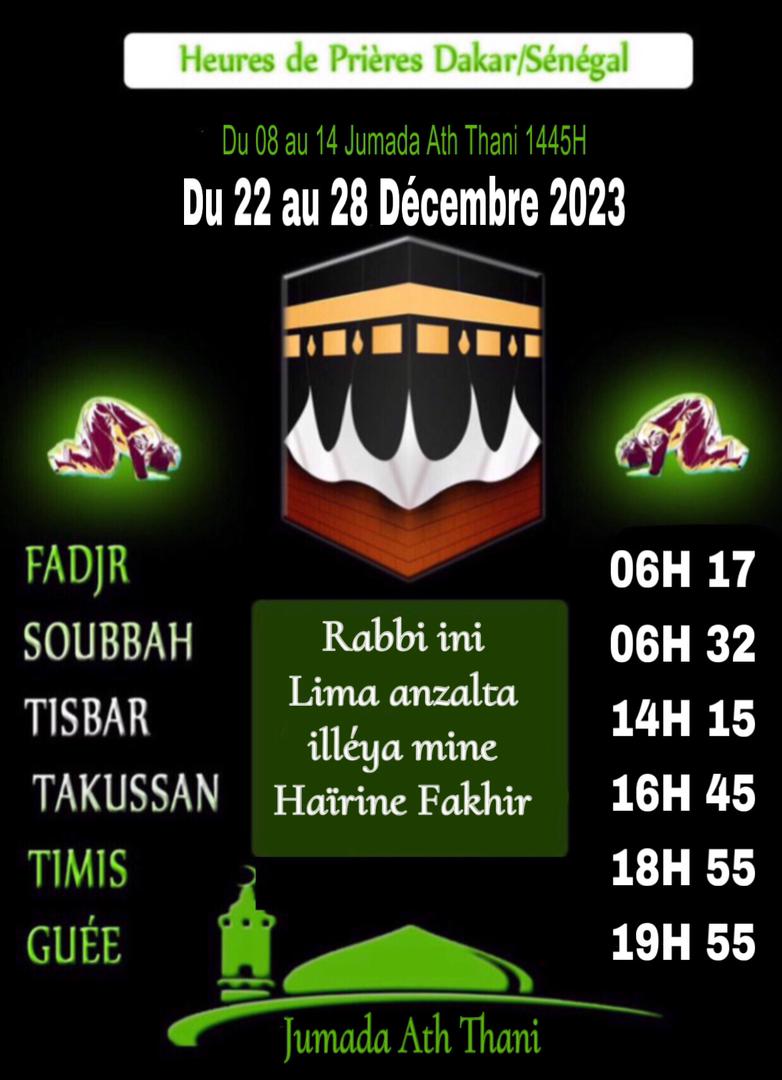 Heures de Prières Dakar/Sénégal
Du 08 au 14 Jumada Ath Thani 1445H
Du 22 au 28 Décembre 2023
FADJR 06H 17
SOUBBAH 06H 32
TISBAR 14H 15
TAKUSSAN 16H 45
TIMIS 18H 55
GUÉE 19H 55
Rabbi ini
Lima anzalta
illéya mine
Haïrine Fakhir
Jumada Ath Thani